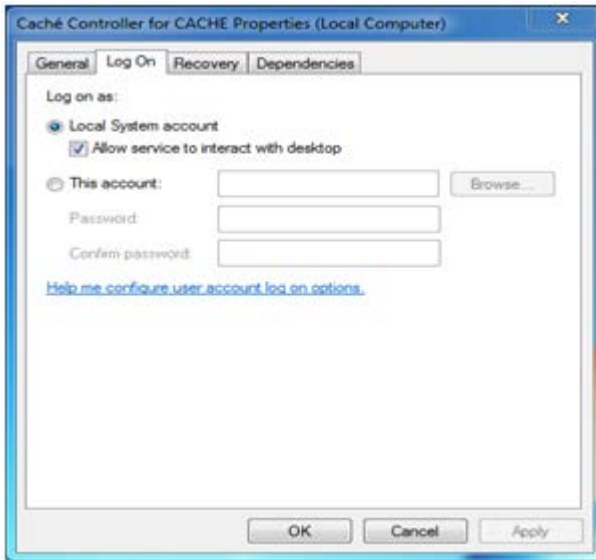 Caché Controller for CACHE Properties (Local Computer)
General Log On Recovery Dependencies
Log on as:
Local System account
Allow service to interact with desktop
This account:
Browse...
Password:
Confirm password:
Help me configure user account log on options.
OK Cancel Apply